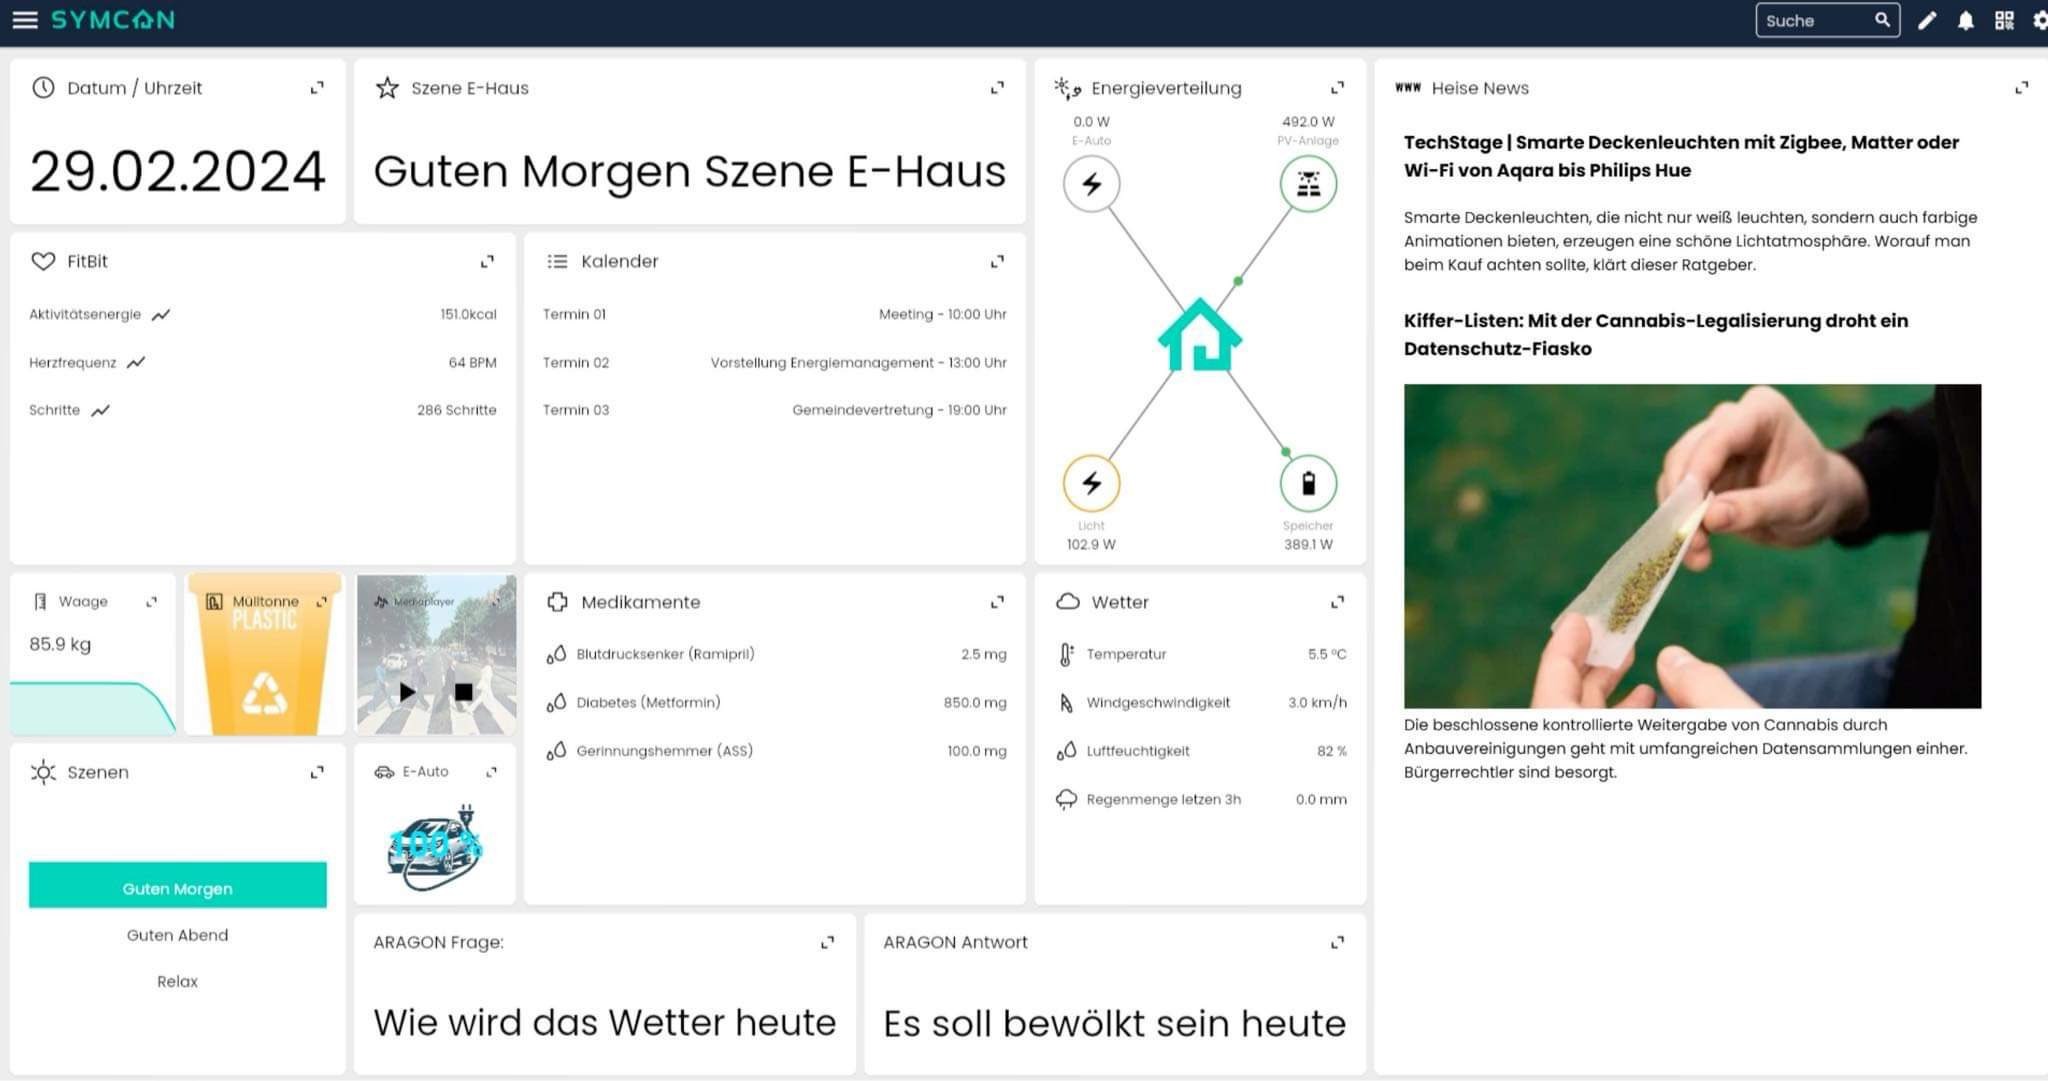 SYMCON
Suche
Datum / Uhrzeit
29.02.2024
Szene E-Haus
Guten Morgen Szene E-Haus
FitBit
Aktivitätsenergie 151.0kcal
Herzfrequenz 64 BPM
Schritte 286 Schritte
Kalender
Termin 01 Meeting - 10:00 Uhr
Termin 02 Vorstellung Energiemanagement - 13:00 Uhr
Termin 03 Gemeindevertretung - 19:00 Uhr
Energieverteilung
0.0 W 492.0 W
E-Auto PV-Anlage
Licht Speicher
102.9 W 389.1 W
www Heise News
TechStage | Smarte Deckenleuchten mit Zigbee, Matter oder
Wi-Fi von Aqara bis Philips Hue
Smarte Deckenleuchten, die nicht nur weiß leuchten, sondern auch farbige
Animationen bieten, erzeugen eine schöne Lichtatmosphäre. Worauf man
beim Kauf achten sollte, klärt dieser Ratgeber.
Kiffer-Listen: Mit der Cannabis-Legalisierung droht ein
Datenschutz-Fiasko
Die beschlossene kontrollierte Weitergabe von Cannabis durch
Anbauvereinigungen geht mit umfangreichen Datensammlungen einher.
Bürgerrechtler sind besorgt.
Waage
85.9 kg
Mülltonne
PLASTIC
Mediaplayer
Medikamente
Blutdrucksenker (Ramipril) 2.5 mg
Diabetes (Metformin) 850.0 mg
Gerinnungshemmer (ASS) 100.0 mg
Wetter
Temperatur 5.5 °C
Windgeschwindigkeit 3.0 km/h
Luftfeuchtigkeit 82 %
Regenmenge letzen 3h 0.0 mm
Szenen
Guten Morgen
Guten Abend
Relax
E-Auto
100 %
ARAGON Frage:
Wie wird das Wetter heute
ARAGON Antwort
Es soll bewölkt sein heute